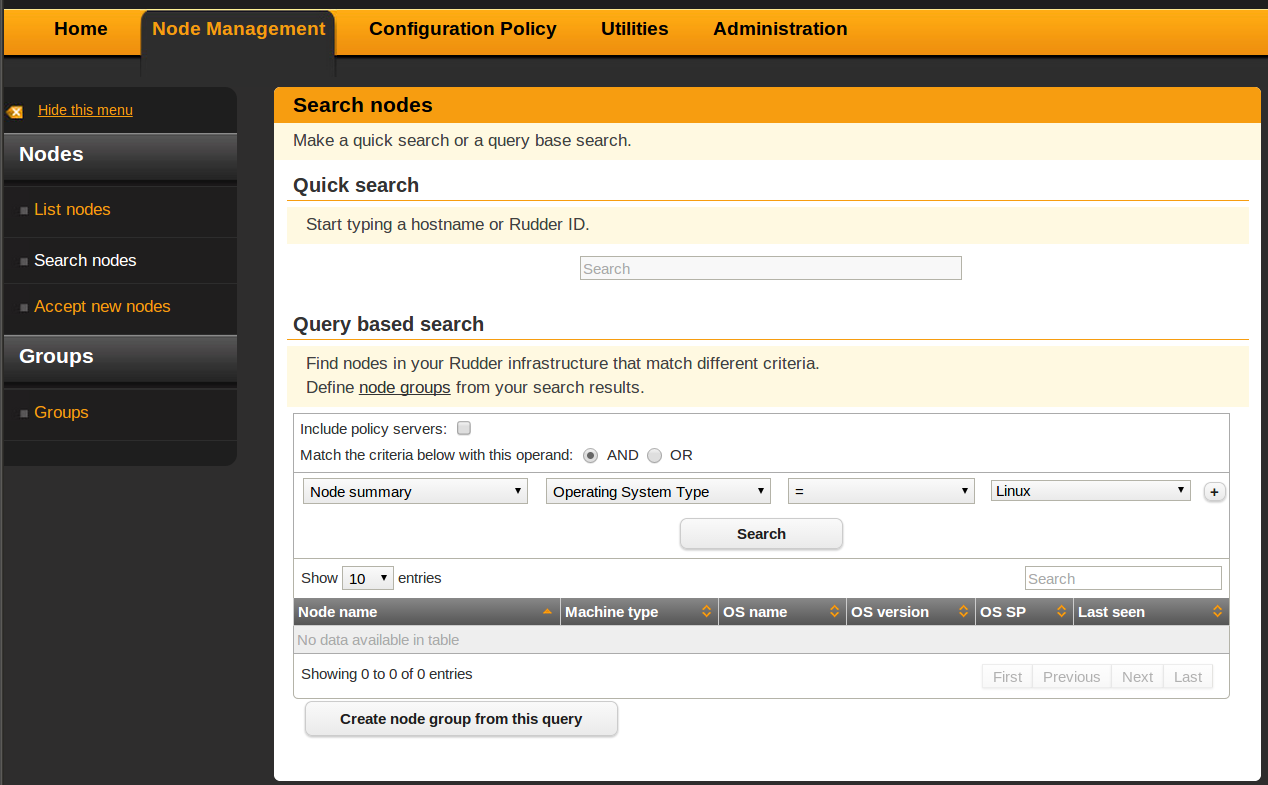 Home Node Management Configuration Policy Utilities Administration
Hide this menu
Nodes
List nodes
Search nodes
Accept new nodes
Groups
Groups
Search nodes
Make a quick search or a query base search.
Quick search
Start typing a hostname or Rudder ID.
Search
Query based search
Find nodes in your Rudder infrastructure that match different criteria.
Define node groups from your search results.
Include policy servers:
Match the criteria below with this operand: AND OR
Node summary Operating System Type = Linux +
Search
Show 10 entries Search
Node name Machine type OS name OS version OS SP Last seen
No data available in table
Showing 0 to 0 of 0 entries First Previous Next Last
Create node group from this query